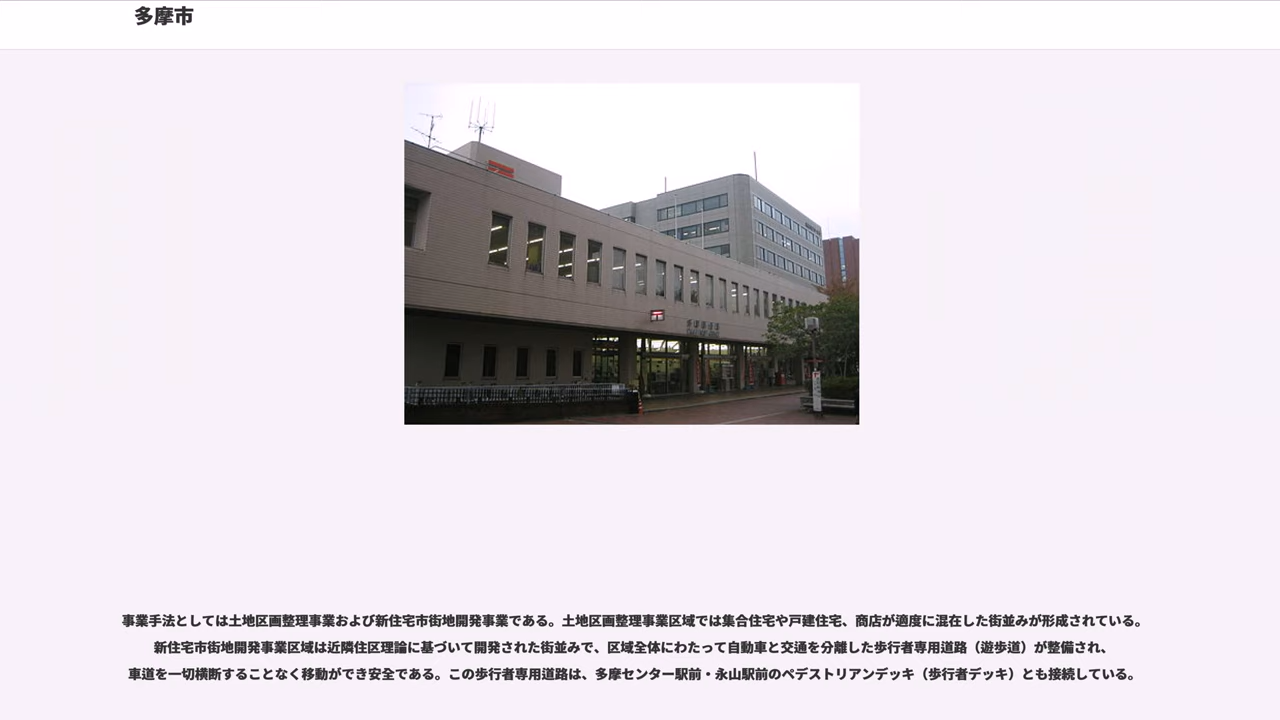 多摩市
事業手法としては土地区画整理事業および新住宅市街地開発事業である。土地区画整理事業区域では集合住宅や戸建住宅、商店が適度に混在した街並みが形成されている。
新住宅市街地開発事業区域は近隣住区理論に基づいて開発された街並みで、区域全体にわたって自動車と交通を分離した歩行者専用道路（遊歩道）が整備され、
車道を一切横断することなく移動ができ安全である。この歩行者専用道路は、多摩センター駅前・永山駅前のペデストリアンデッキ（歩行者デッキ）とも接続している。